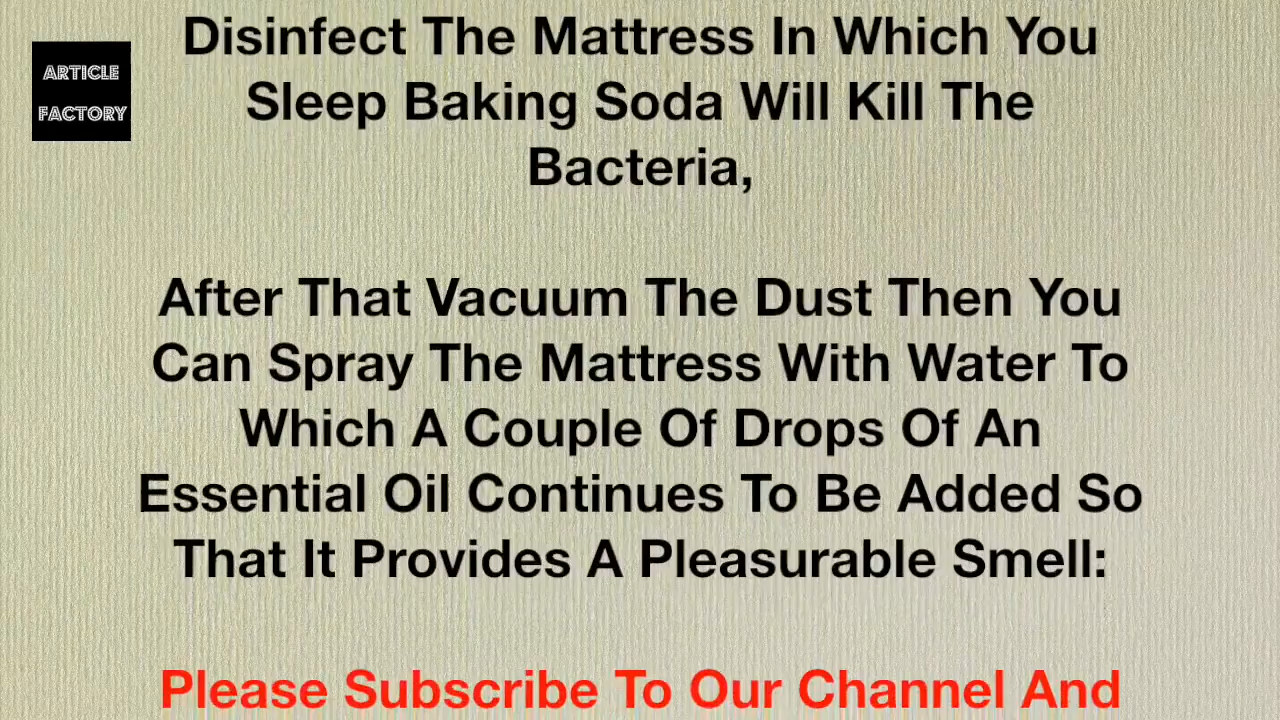 ARTICLE
FACTORY
Disinfect The Mattress In Which You
Sleep Baking Soda Will Kill The
Bacteria,
After That Vacuum The Dust Then You
Can Spray The Mattress With Water To
Which A Couple Of Drops Of An
Essential Oil Continues To Be Added So
That It Provides A Pleasurable Smell:
Please Subscribe To Our Channel And